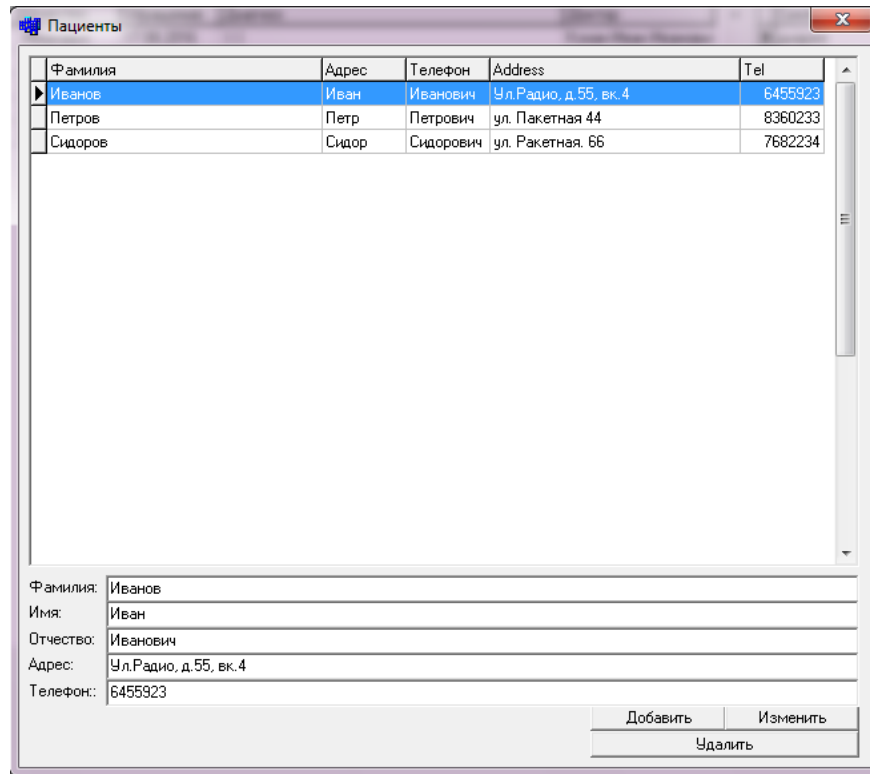 Пациенты
Фамилия Адрес Телефон Address Tel
Иванов Иван Иванович Ул.Радио, д.55, вк.4 6455923
Петров Петр Петрович ул. Пакетная 44 8360233
Сидоров Сидор Сидорович ул. Ракетная. 66 7682234
Фамилия: Иванов
Имя: Иван
Отчество: Иванович
Адрес: Ул.Радио, д.55, вк.4
Телефон:: 6455923
Добавить Изменить
Удалить